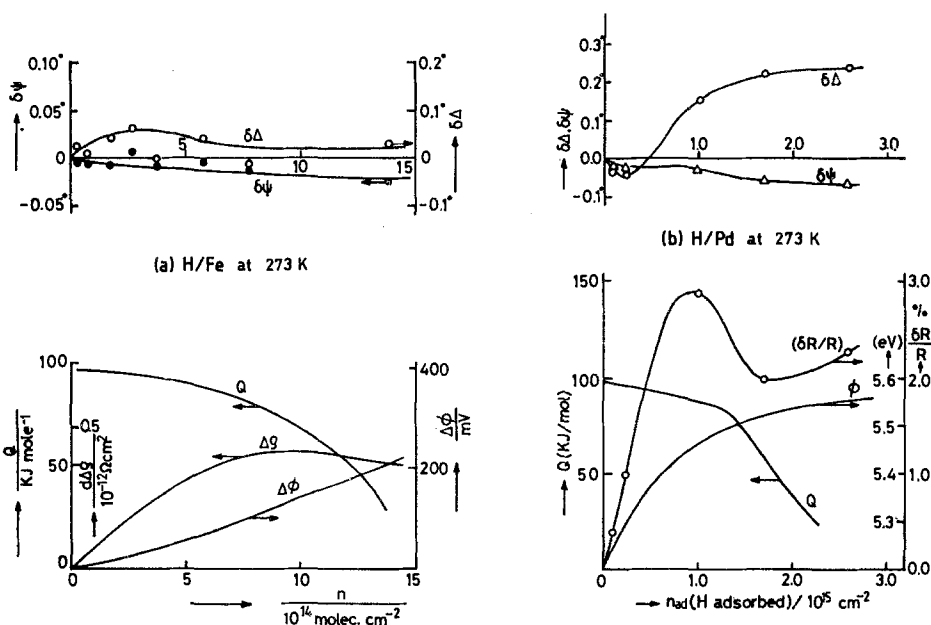 0.10°
0.05°
0
-0.05°
δψ
5
10
15
δΔ
δψ
0.2°
0.1°
0
-0.1°
δΔ
(a) H/Fe at 273 K
100
50
0
Q
KJ mole⁻¹
0.5
dΔϱ
10⁻¹²Ωcm²
Q
Δϱ
ΔΦ
400
200
ΔΦ
mV
0
5
10
15
n
10¹⁴ molec. cm⁻²
0.3°
0.2°
0.1°
0.0
-0.1°
δΔ,δψ
δΔ
1.0
2.0
3.0
δψ
(b) H/Pd at 273 K
150
100
50
0
Q (KJ/mol)
(δR/R)
Φ
Q
(eV)
5.6
5.5
5.4
5.3
3.0
%
δR
R
2.0
1.0
0.0
0
1.0
2.0
3.0
n_ad (H adsorbed) / 10¹⁵ cm⁻²